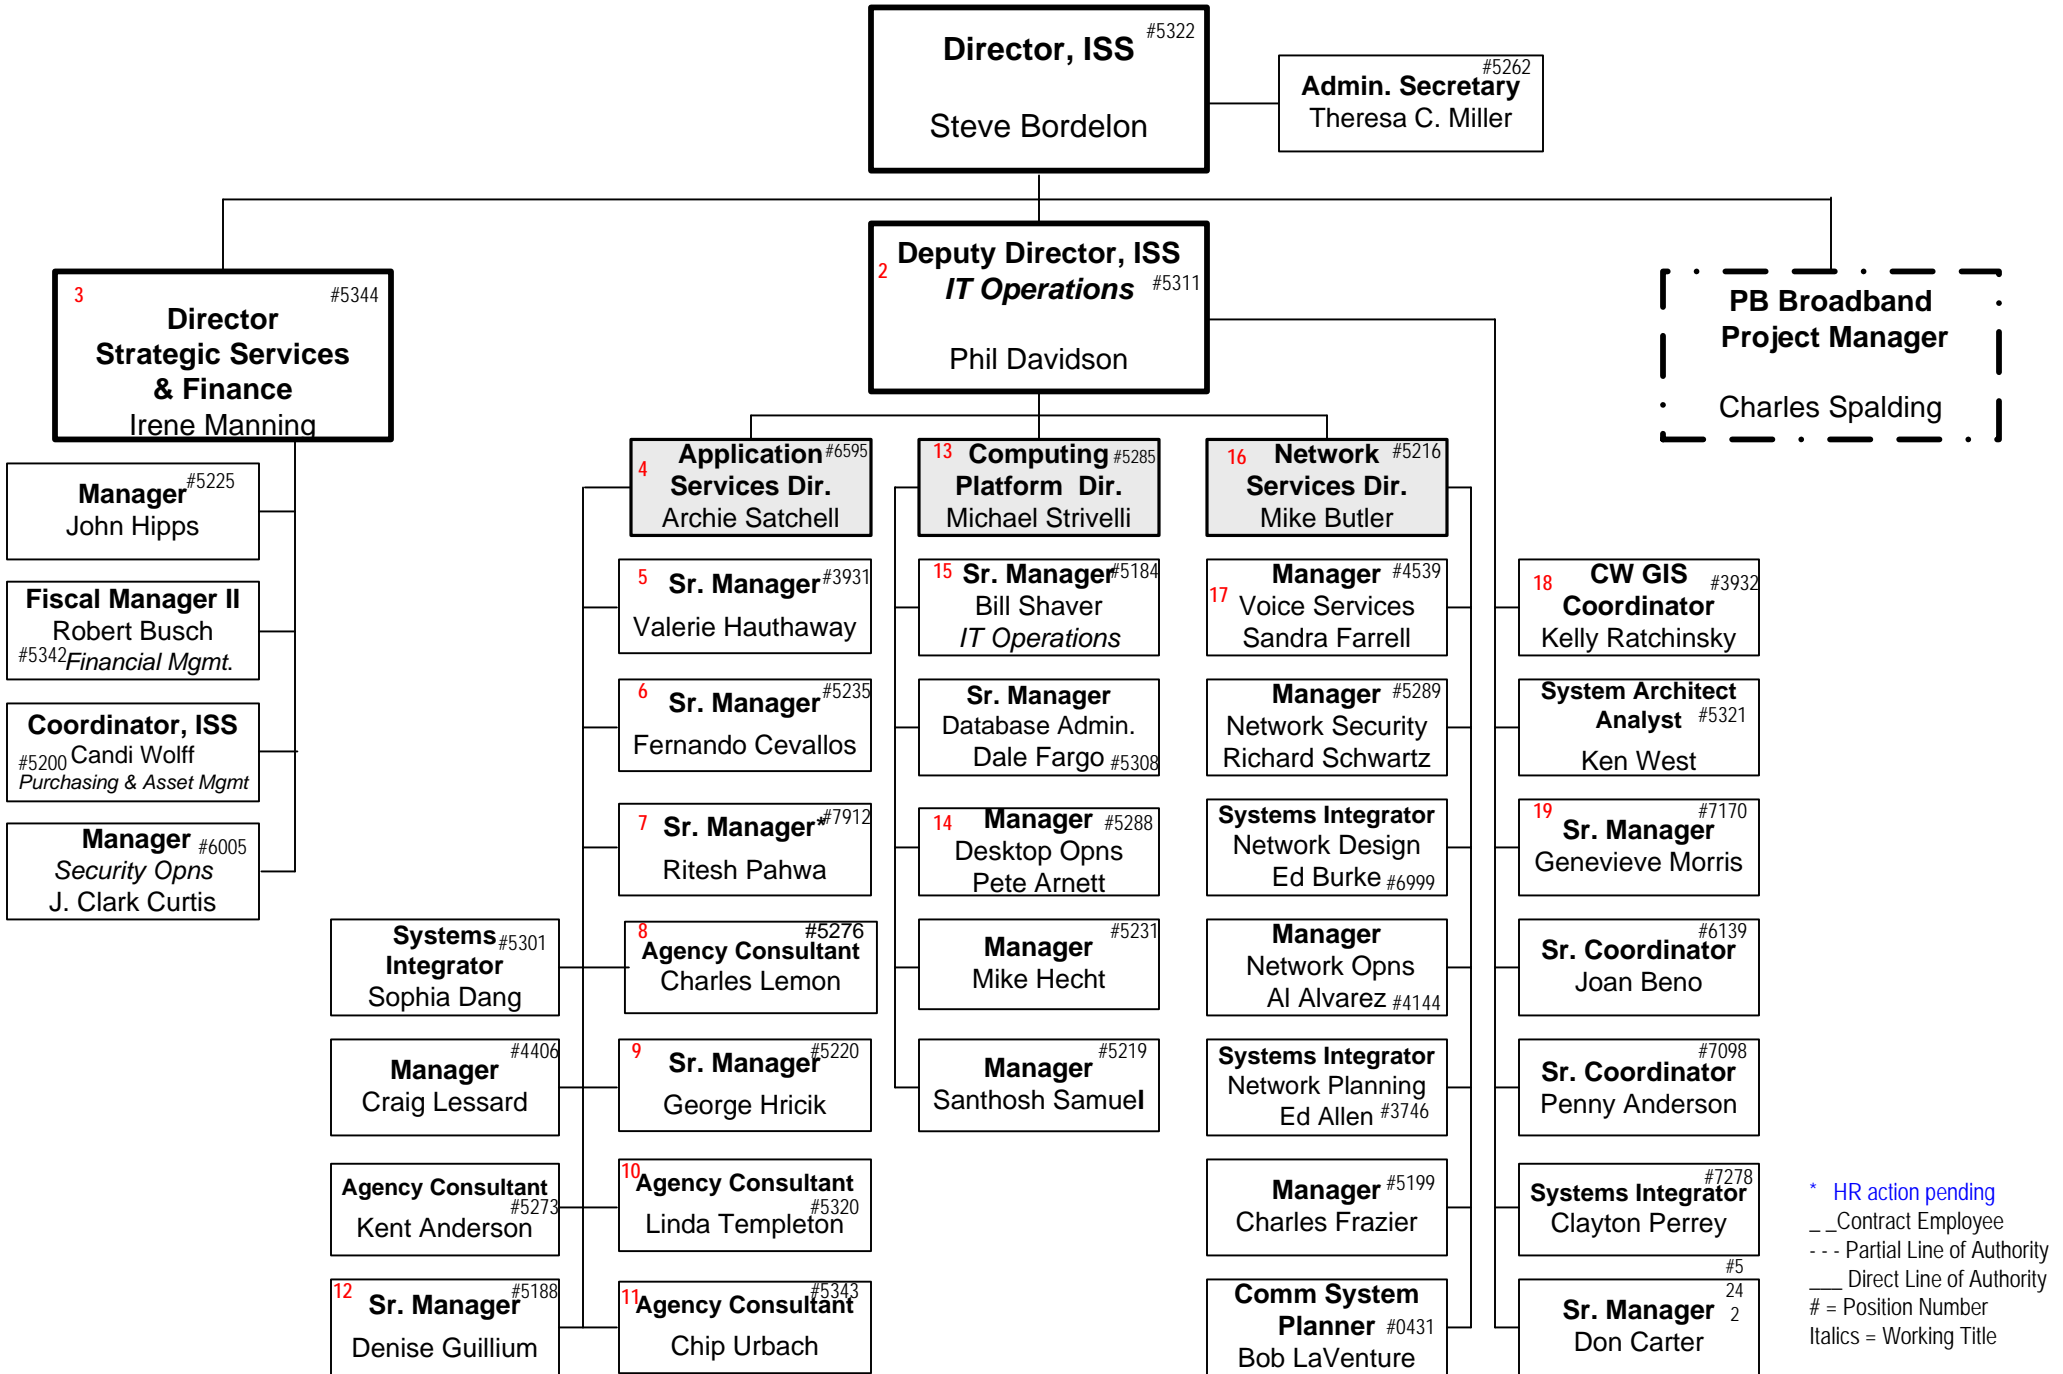 Director, ISS #5322
Steve Bordelon
#5262
Admin. Secretary
Theresa C. Miller
2 Deputy Director, ISS
IT Operations #5311
Phil Davidson
3 #5344
Director
Strategic Services
& Finance
Irene Manning
PB Broadband
Project Manager
Charles Spalding
Manager #5225
John Hipps
Fiscal Manager II
Robert Busch
#5342 Financial Mgmt.
Coordinator, ISS
#5200 Candi Wolff
Purchasing & Asset Mgmt
Manager #6005
Security Opns
J. Clark Curtis
4 Application #6595
Services Dir.
Archie Satchell
5 Sr. Manager #3931
Valerie Hauthaway
6 Sr. Manager #5235
Fernando Cevallos
7 Sr. Manager* #7912
Ritesh Pahwa
Systems #5301
Integrator
Sophia Dang
8 #5276
Agency Consultant
Charles Lemon
#4406
Manager
Craig Lessard
9 Sr. Manager #5220
George Hricik
Agency Consultant
#5273
Kent Anderson
10 Agency Consultant
#5320
Linda Templeton
12 Sr. Manager #5188
Denise Guillium
11 Agency Consultant #5343
Chip Urbach
13 Computing #5285
Platform Dir.
Michael Strivelli
15 Sr. Manager #5184
Bill Shaver
IT Operations
Sr. Manager
Database Admin.
Dale Fargo #5308
14 Manager #5288
Desktop Opns
Pete Arnett
#5231
Manager
Mike Hecht
#5219
Manager
Santhosh Samuel
16 Network #5216
Services Dir.
Mike Butler
Manager #4539
17 Voice Services
Sandra Farrell
Manager #5289
Network Security
Richard Schwartz
Systems Integrator
Network Design
Ed Burke #6999
Manager
Network Opns
Al Alvarez #4144
Systems Integrator
Network Planning
Ed Allen #3746
Manager #5199
Charles Frazier
Comm System
Planner #0431
Bob LaVenture
18 CW GIS #3932
Coordinator
Kelly Ratchinsky
System Architect
Analyst #5321
Ken West
19 #7170
Sr. Manager
Genevieve Morris
#6139
Sr. Coordinator
Joan Beno
#7098
Sr. Coordinator
Penny Anderson
#7278
Systems Integrator
Clayton Perrey
#5
24
Sr. Manager 2
Don Carter
* HR action pending
_ _Contract Employee
- - - Partial Line of Authority
___ Direct Line of Authority
# = Position Number
Italics = Working Title